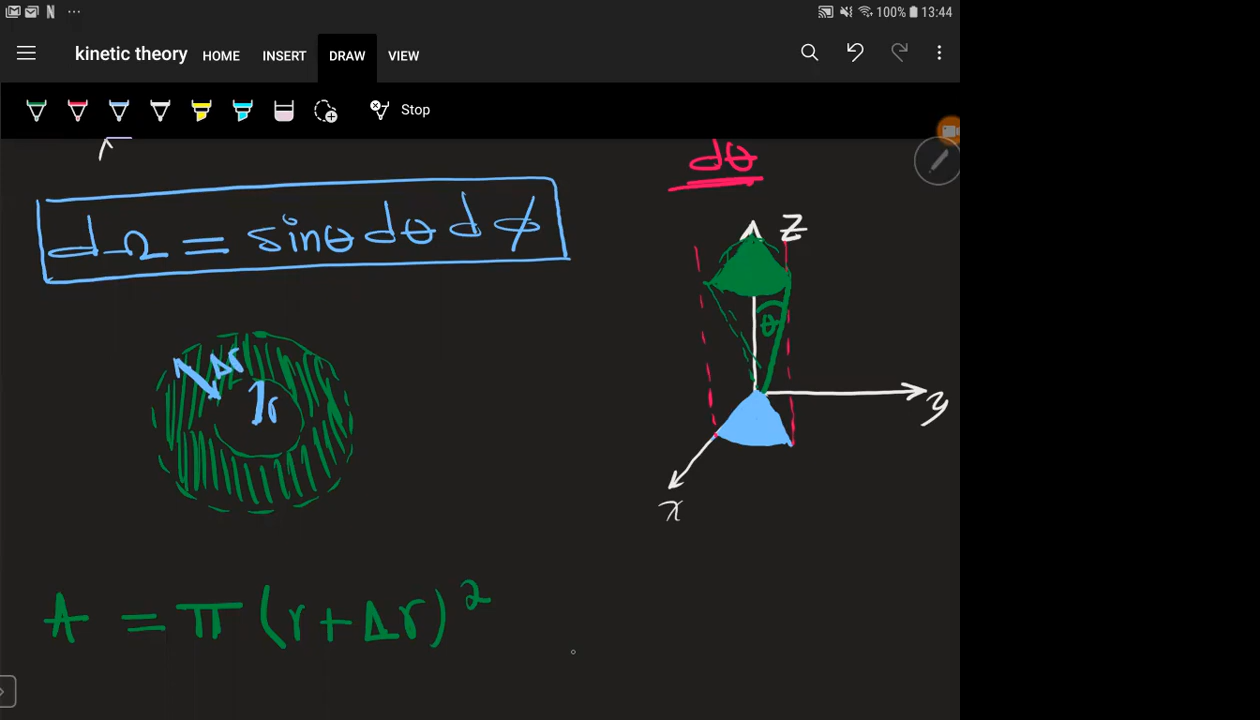 100% 13:44
kinetic theory HOME INSERT DRAW VIEW
Stop
dθ
dΩ = sinθ dθ dϕ
z
θ
Δr
r
y
x
A = π (r+Δr)²